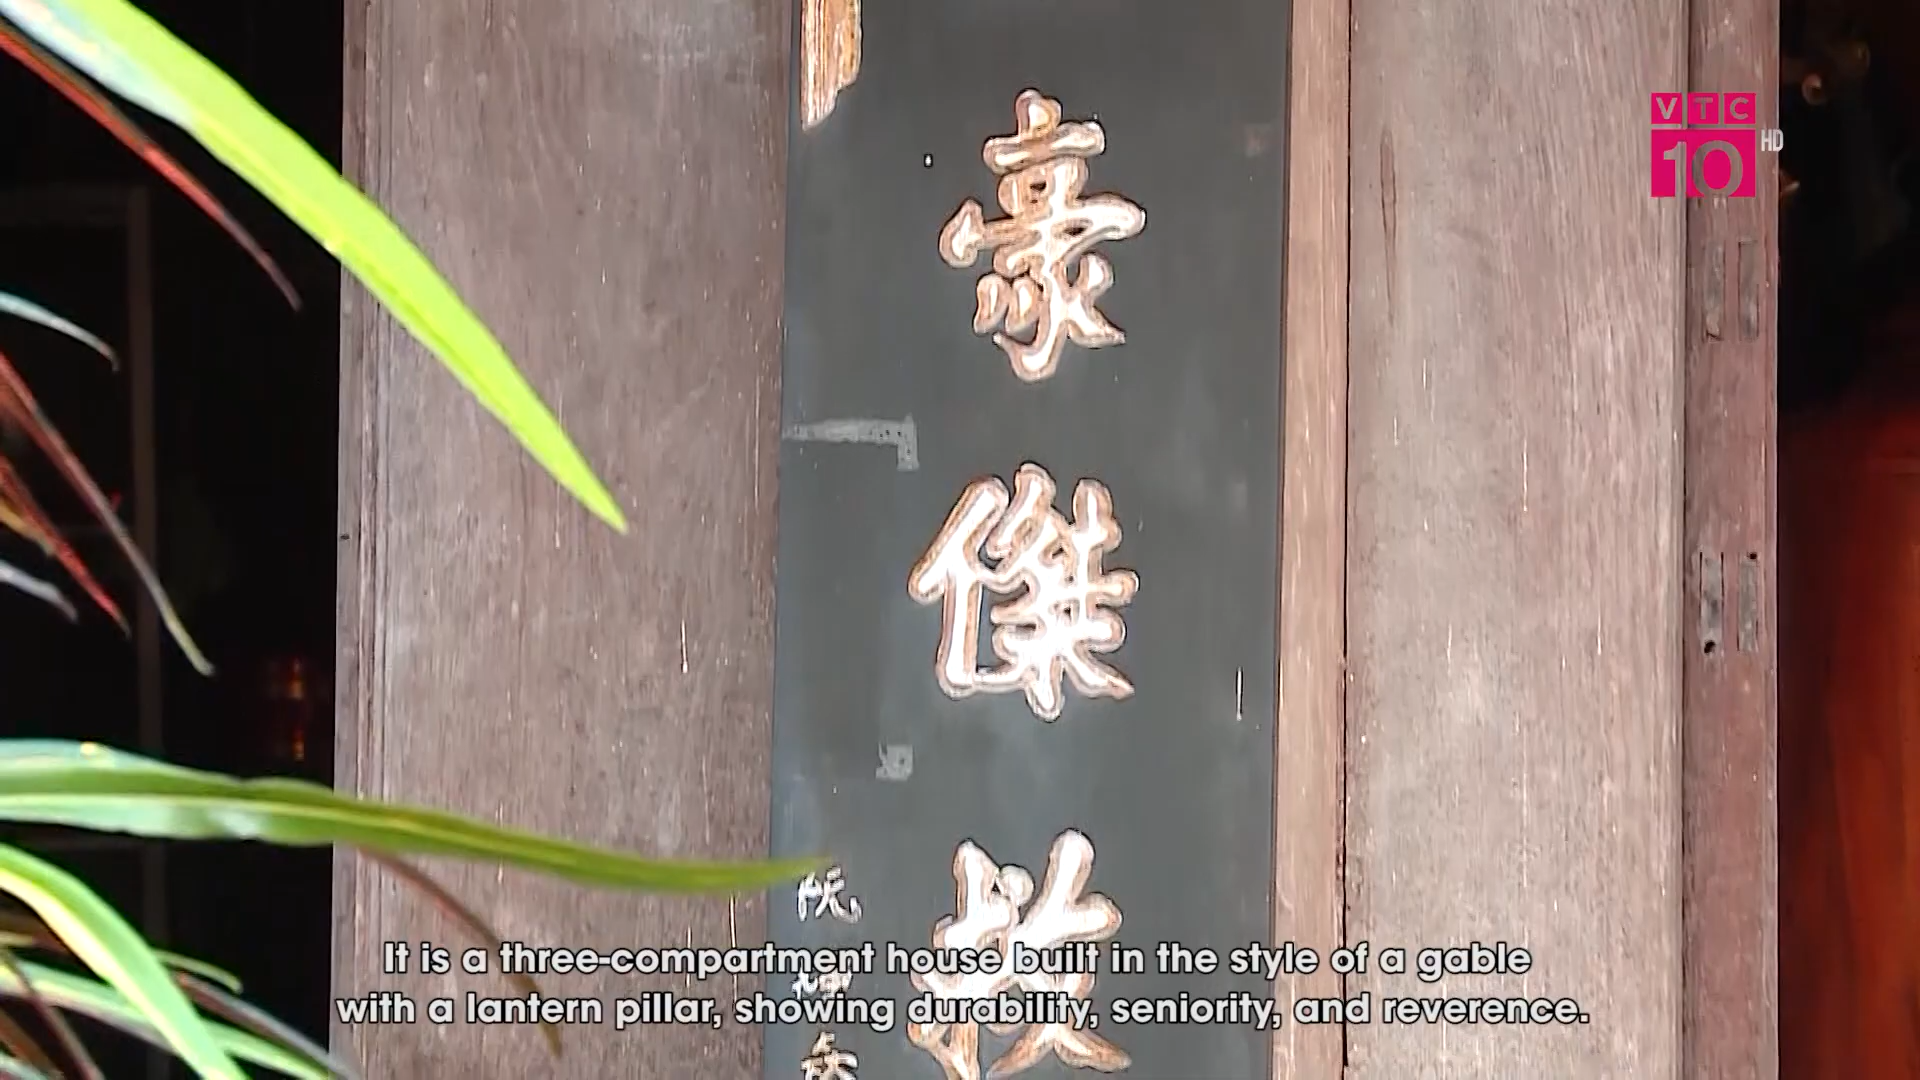 VTC
10 HD
豪
傑
It is a three-compartment house built in the style of a gable
with a lantern pillar, showing durability, seniority, and reverence.